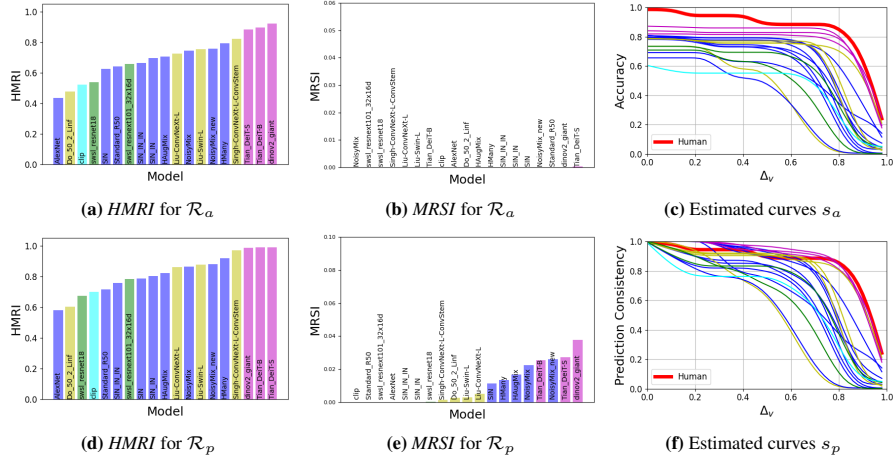 HMRI
1.0
0.8
0.6
0.4
0.2
0.0
AlexNet
Do_50_2_Linf
clip
swsl_resnet18
SIN
Standard_R50
swsl_resnext101_32x16d
SIN_IN
SIN_IN_IN
HAugMix
Liu-ConvNeXt-L
NoisyMix
Liu-Swin-L
NoisyMix_new
HMany
Singh-ConvNeXt-L-ConvStem
Tian_DeiT-S
Tian_DeiT-B
dinov2_giant
Model
(a) HMRI for ℛₐ
MRSI
0.06
0.05
0.04
0.03
0.02
0.01
0.00
NoisyMix
swsl_resnext101_32x16d
swsl_resnet18
Singh-ConvNeXt-L-ConvStem
Liu-ConvNeXt-L
Liu-Swin-L
Tian_DeiT-B
clip
AlexNet
Do_50_2_Linf
HAugMix
HMany
SIN_IN_IN
SIN_IN
SIN
NoisyMix_new
Standard_R50
dinov2_giant
Tian_DeiT-S
Model
(b) MRSI for ℛₐ
Accuracy
1.0
0.8
0.6
0.4
0.2
0.0
Human
0.0 0.2 0.4 0.6 0.8 1.0
Δᵥ
(c) Estimated curves sₐ
HMRI
1.0
0.8
0.6
0.4
0.2
0.0
AlexNet
Do_50_2_Linf
swsl_resnet18
clip
Standard_R50
SIN_IN_IN
swsl_resnext101_32x16d
SIN_IN
SIN
HAugMix
Liu-ConvNeXt-L
NoisyMix
Liu-Swin-L
NoisyMix_new
HMany
Singh-ConvNeXt-L-ConvStem
dinov2_giant
Tian_DeiT-B
Tian_DeiT-S
Model
(d) HMRI for ℛₚ
MRSI
0.10
0.08
0.06
0.04
0.02
0.00
clip
Standard_R50
swsl_resnext101_32x16d
AlexNet
SIN_IN_IN
SIN_IN
swsl_resnet18
Singh-ConvNeXt-L-ConvStem
Do_50_2_Linf
Liu-Swin-L
Liu-ConvNeXt-L
SIN
HMany
HAugMix
NoisyMix
Tian_DeiT-B
NoisyMix_new
Tian_DeiT-S
dinov2_giant
Model
(e) MRSI for ℛₚ
Prediction Consistency
1.0
0.8
0.6
0.4
0.2
0.0
Human
0.0 0.2 0.4 0.6 0.8 1.0
Δᵥ
(f) Estimated curves sₚ